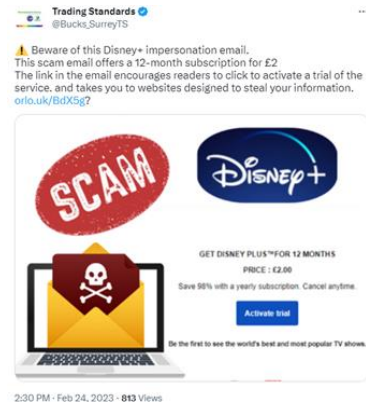 Trading Standards
@Bucks_SurreyTS
⚠️ Beware of this Disney+ impersonation email.
This scam email offers a 12-month subscription for £2
The link in the email encourages readers to click to activate a trial of the
service. and takes you to websites designed to steal your information.
orlo.uk/BdX5g?
SCAM
Disney+
GET DISNEY PLUS™FOR 12 MONTHS
PRICE : £2.00
Save 98% with a yearly subscription. Cancel anytime.
Activate trial
Be the first to see the world's best and most popular TV shows.
2:30 PM · Feb 24, 2023 · 813 Views